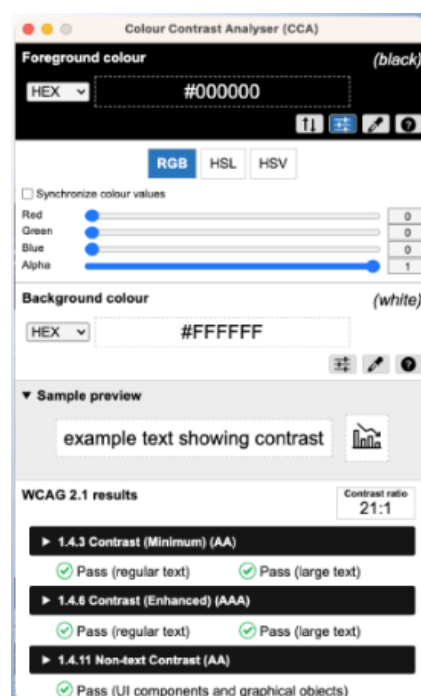 Colour Contrast Analyser (CCA)
Foreground colour (black)
HEX #000000
RGB HSL HSV
Synchronize colour values
Red 0
Green 0
Blue 0
Alpha 1
Background colour (white)
HEX #FFFFFF
▼ Sample preview
example text showing contrast
WCAG 2.1 results Contrast ratio
21:1
▶ 1.4.3 Contrast (Minimum) (AA)
Pass (regular text) Pass (large text)
▶ 1.4.6 Contrast (Enhanced) (AAA)
Pass (regular text) Pass (large text)
▶ 1.4.11 Non-text Contrast (AA)
Pass (UI components and graphical objects)